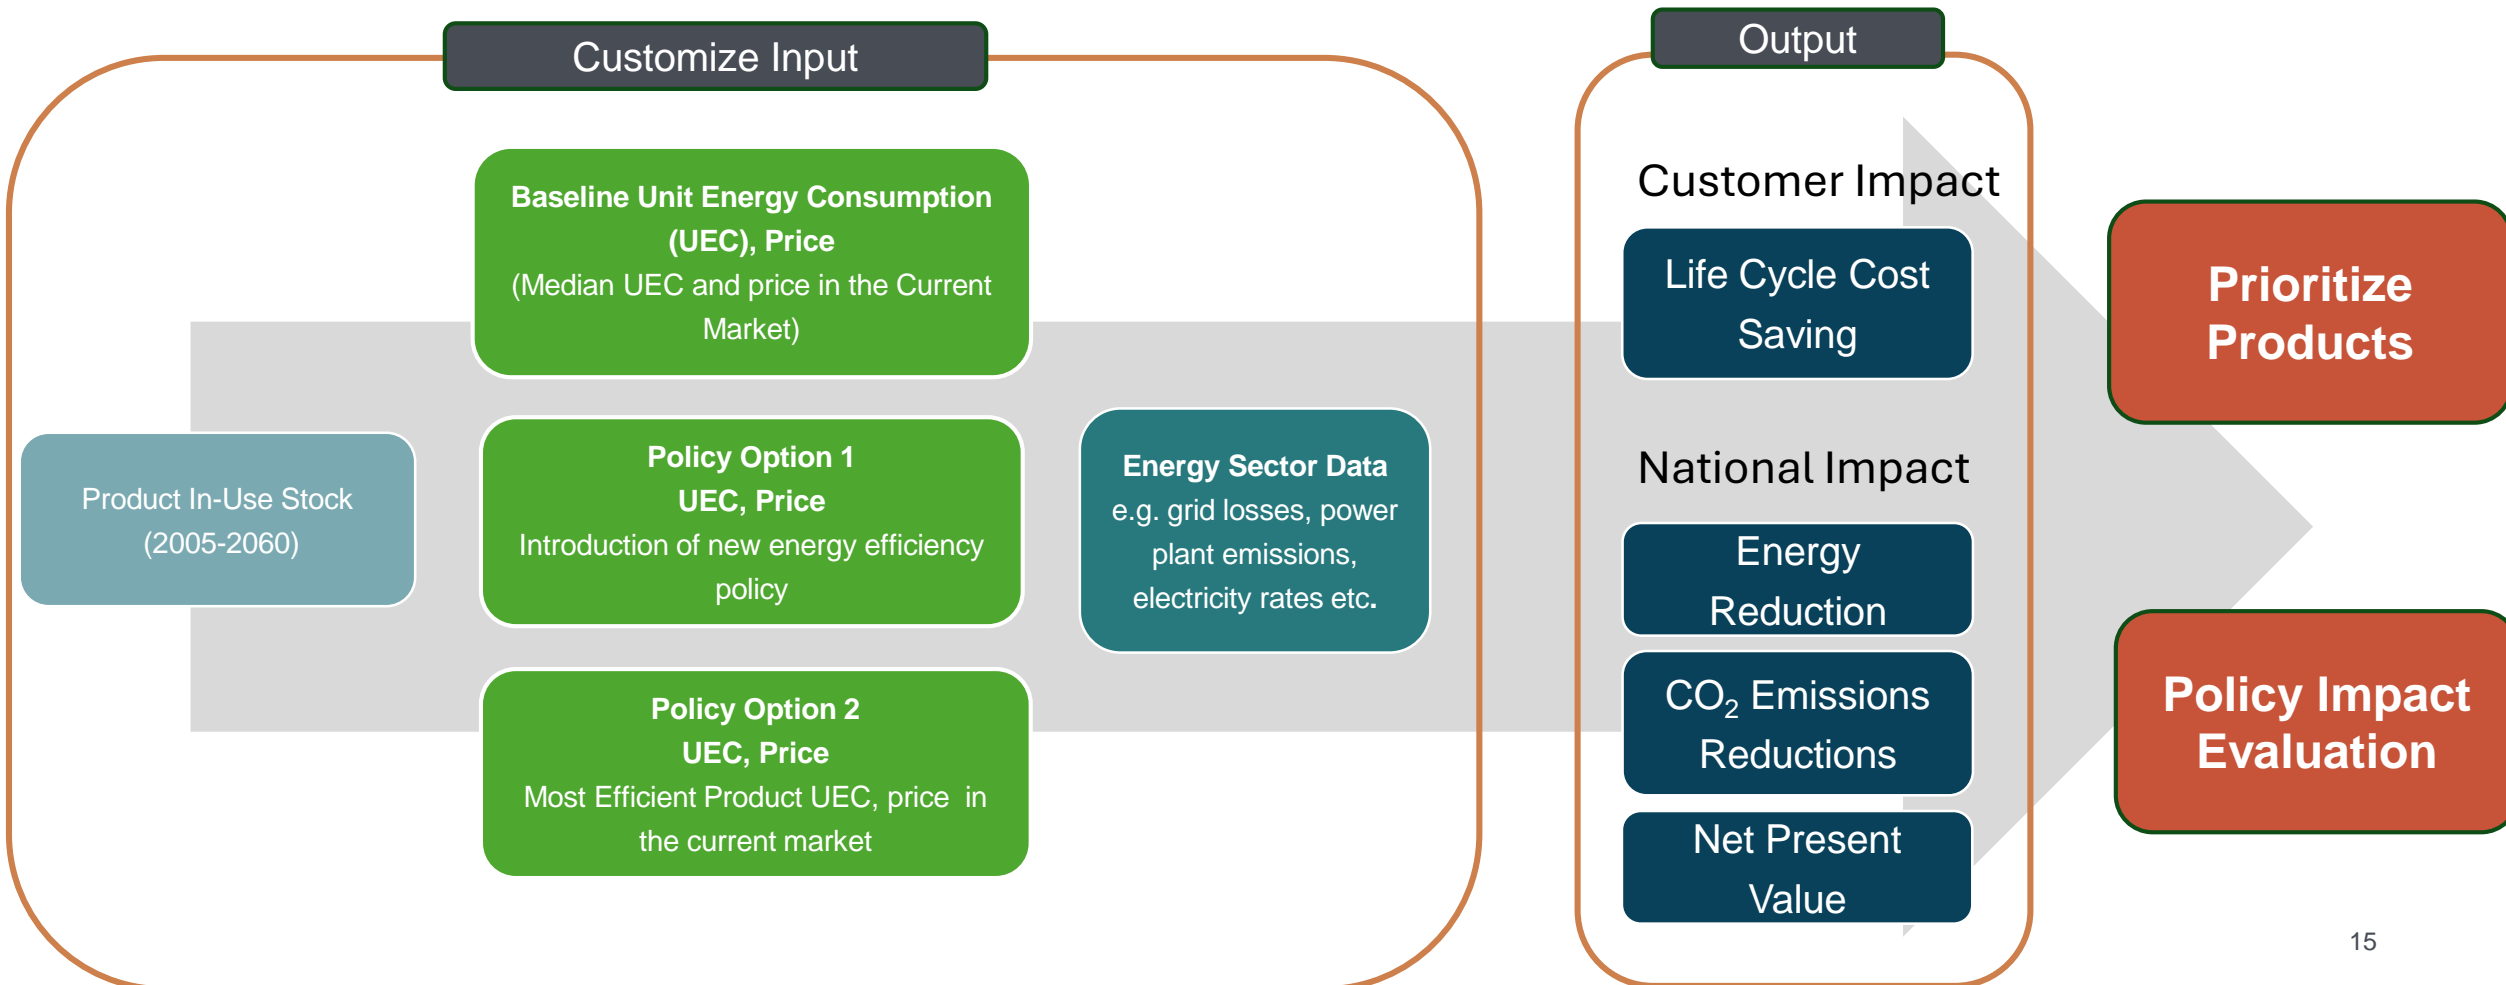 Customize Input
Output
Product In-Use Stock
(2005-2060)
Baseline Unit Energy Consumption
(UEC), Price
(Median UEC and price in the Current
Market)
Policy Option 1
UEC, Price
Introduction of new energy efficiency
policy
Policy Option 2
UEC, Price
Most Efficient Product UEC, price  in
the current market
Energy Sector Data
e.g. grid losses, power
plant emissions,
electricity rates etc.
Customer Impact
Life Cycle Cost
Saving
National Impact
Energy
Reduction
CO₂ Emissions
Reductions
Net Present
Value
Prioritize
Products
Policy Impact
Evaluation
15